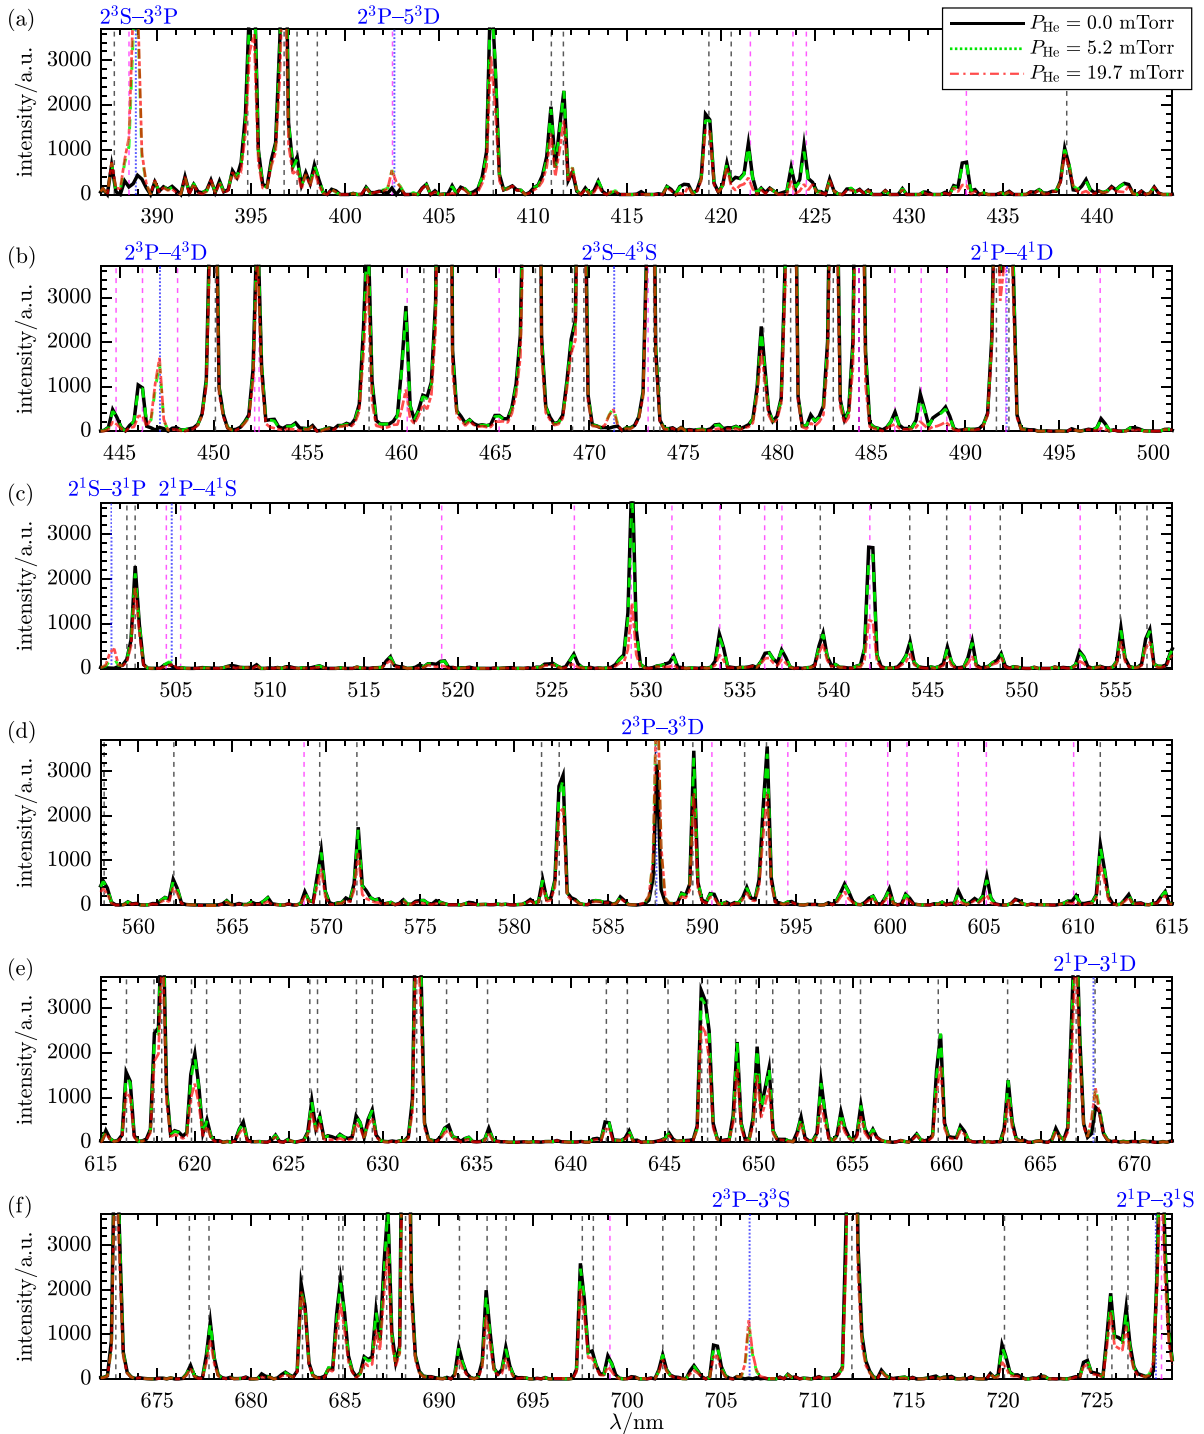 (a)
2³S–3³P 2³P–5³D
P_He = 0.0 mTorr
P_He = 5.2 mTorr
P_He = 19.7 mTorr
intensity/a.u.
3000
2000
1000
0
390 395 400 405 410 415 420 425 430 435 440
(b)
2³P–4³D 2³S–4³S 2¹P–4¹D
intensity/a.u.
3000
2000
1000
0
445 450 455 460 465 470 475 480 485 490 495 500
(c)
2¹S–3¹P 2¹P–4¹S
intensity/a.u.
3000
2000
1000
0
505 510 515 520 525 530 535 540 545 550 555
(d)
2³P–3³D
intensity/a.u.
3000
2000
1000
0
560 565 570 575 580 585 590 595 600 605 610 615
(e)
2¹P–3¹D
intensity/a.u.
3000
2000
1000
0
615 620 625 630 635 640 645 650 655 660 665 670
(f)
2³P–3³S 2¹P–3¹S
intensity/a.u.
3000
2000
1000
0
675 680 685 690 695 700 705 710 715 720 725
λ/nm